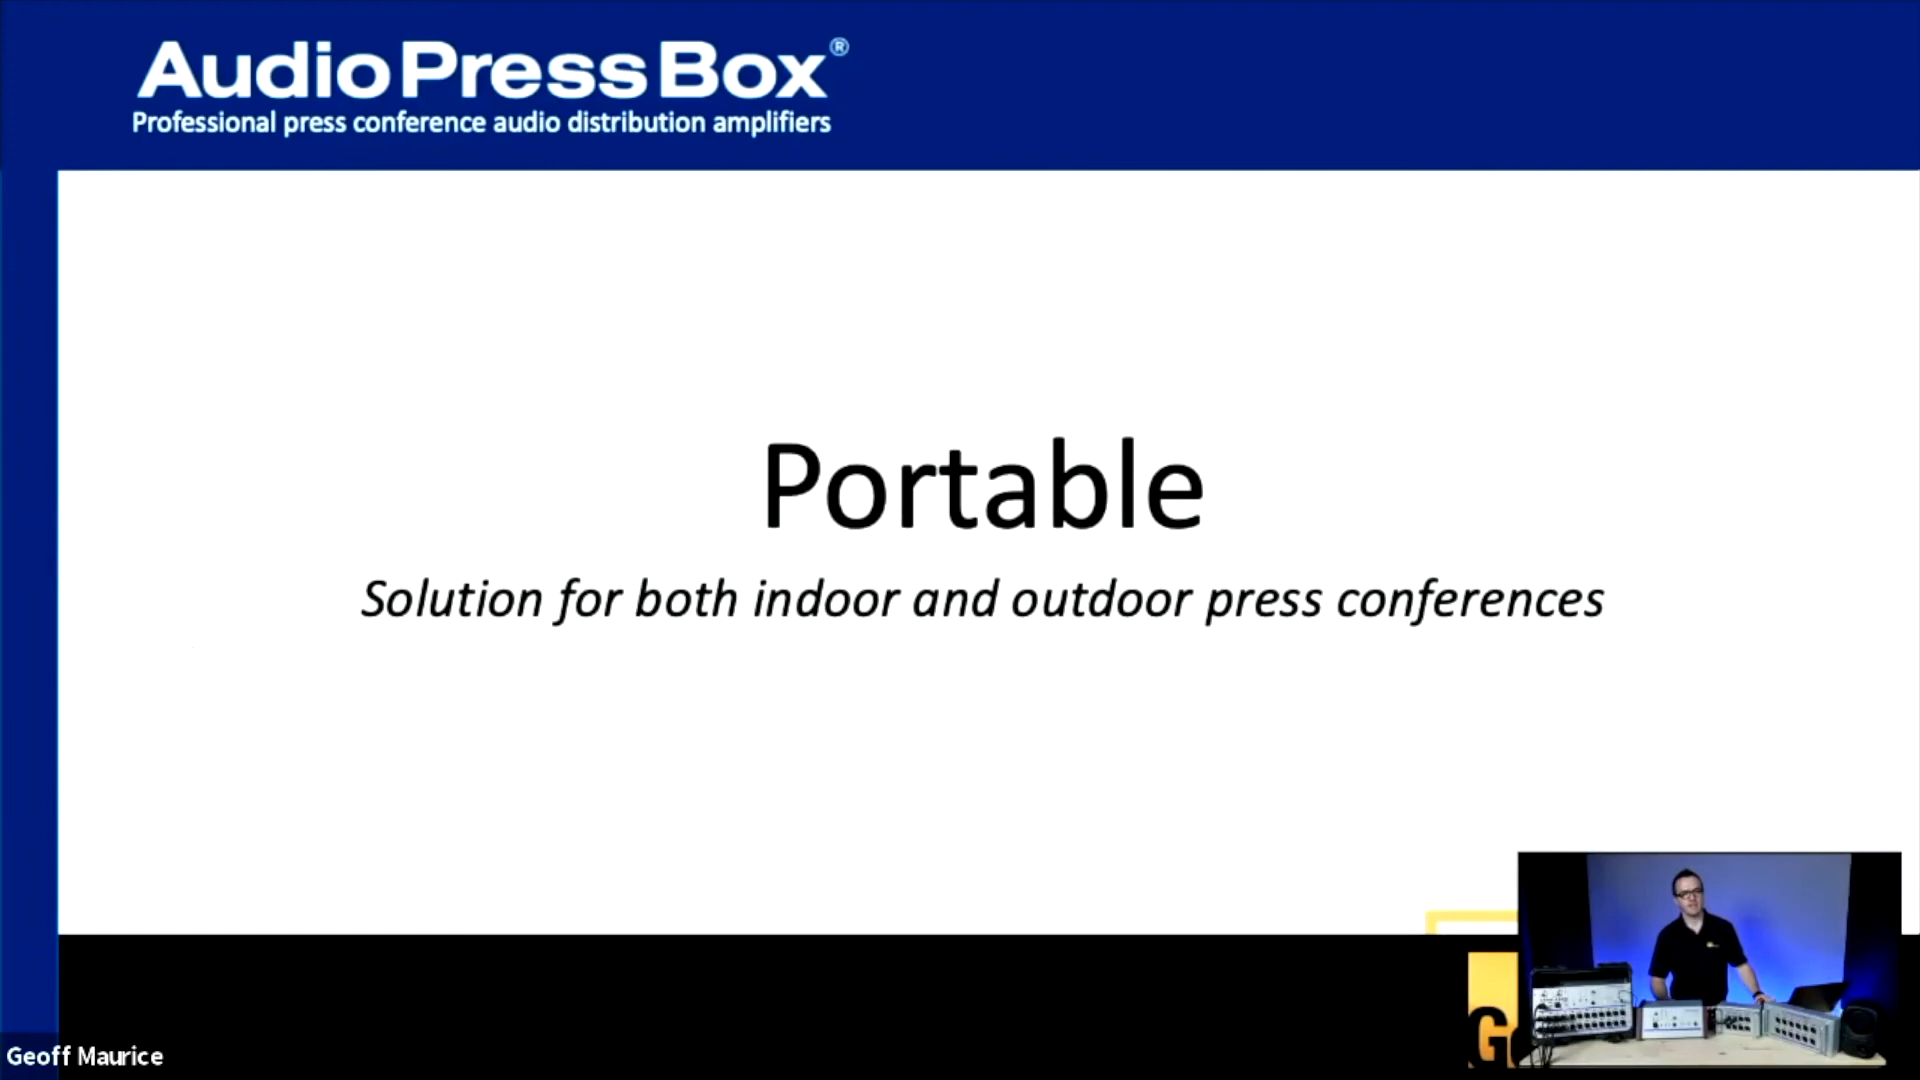 AudioPressBox®
Professional press conference audio distribution amplifiers
Portable
Solution for both indoor and outdoor press conferences
Geoff Maurice